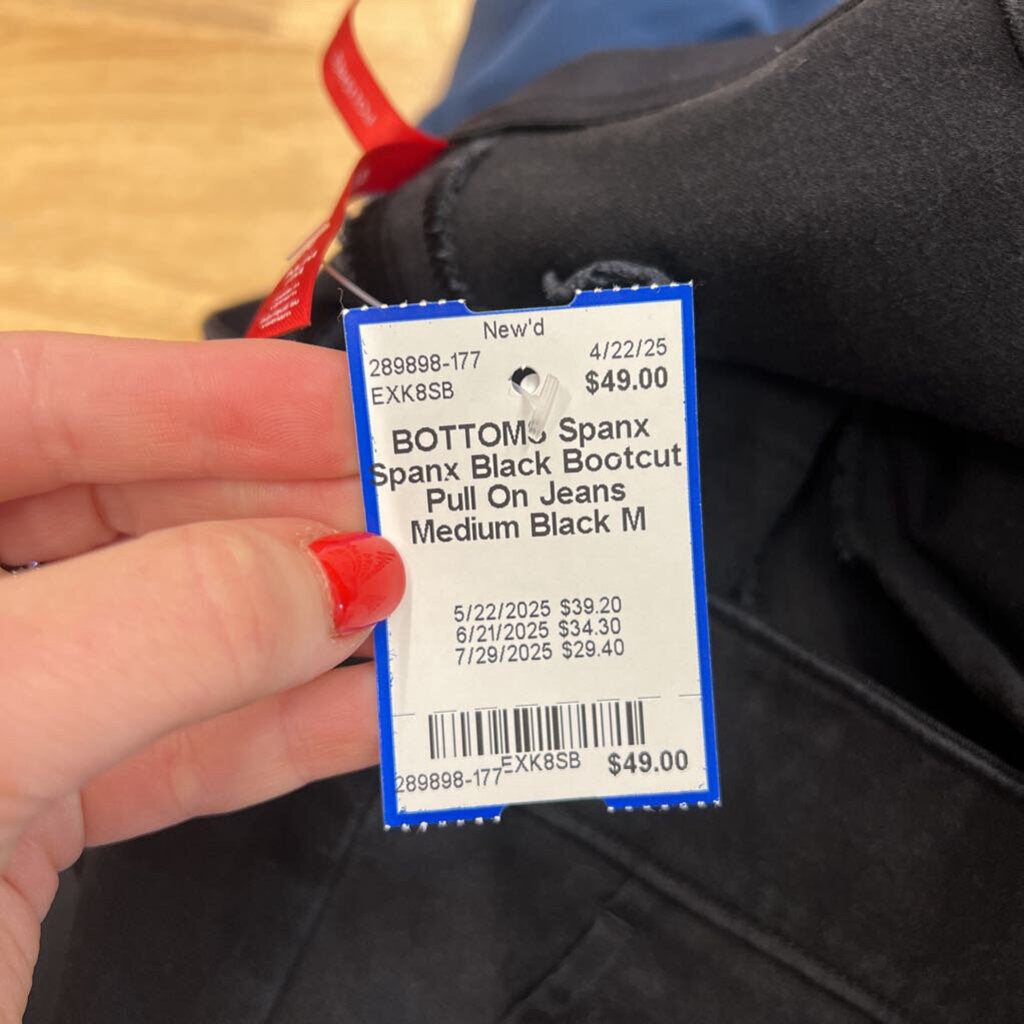 New'd
289898-177
4/22/25
EXK8SB
$49.00
BOTTOMS Spanx
Spanx Black Bootcut
Pull On Jeans
Medium Black M
5/22/2025 $39.20
6/21/2025 $34.30
7/29/2025 $29.40
EXK8SB
289898-177
$49.00